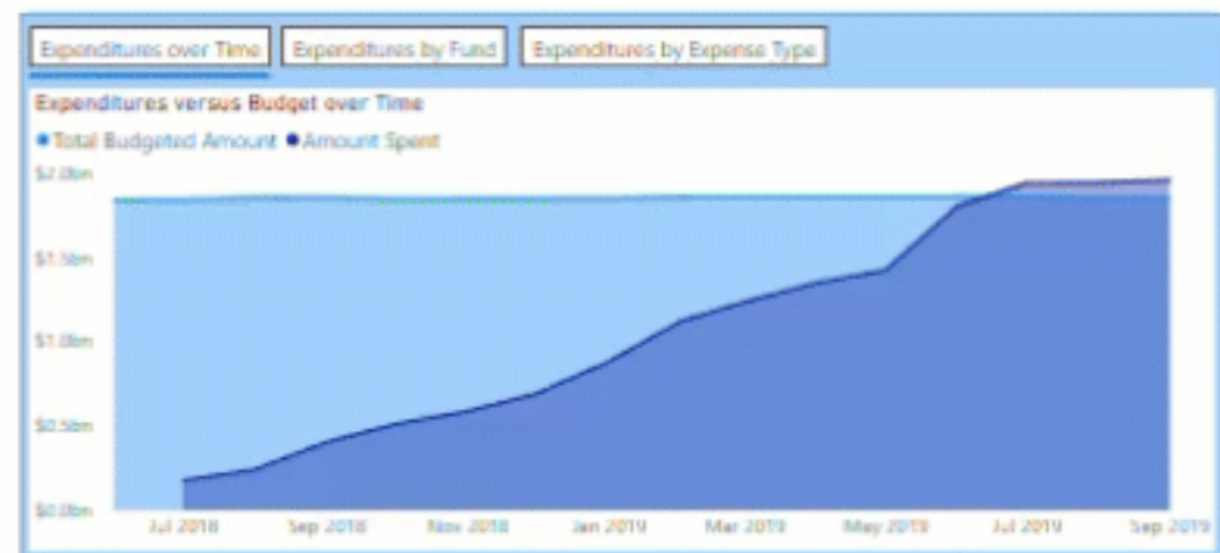 Expenditures over Time Expenditures by Fund Expenditures by Expense Type
Expenditures versus Budget over Time
Total Budgeted Amount Amount Spent
$2.0bn
$1.5bn
$1.0bn
$0.5bn
$0.0bn
Jul 2018 Sep 2018 Nov 2018 Jan 2019 Mar 2019 May 2019 Jul 2019 Sep 2019